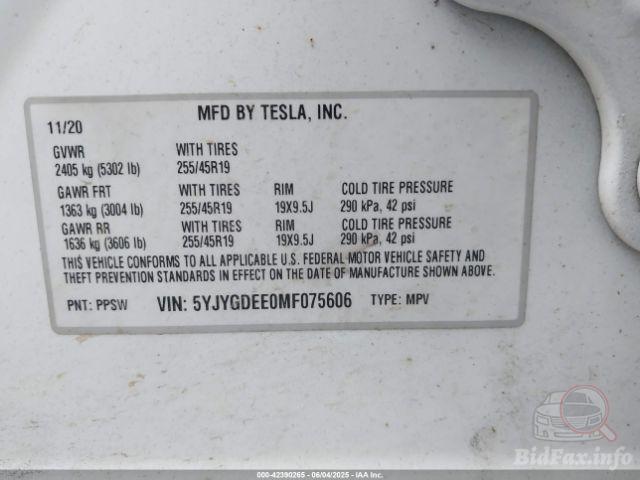 MFD BY TESLA, INC.
11/20
GVWR WITH TIRES
2405 kg (5302 lb) 255/45R19
GAWR FRT WITH TIRES RIM COLD TIRE PRESSURE
1363 kg (3004 lb) 255/45R19 19X9.5J 290 kPa, 42 psi
GAWR RR WITH TIRES RIM COLD TIRE PRESSURE
1636 kg (3606 lb) 255/45R19 19X9.5J 290 kPa, 42 psi
THIS VEHICLE CONFORMS TO ALL APPLICABLE U.S. FEDERAL MOTOR VEHICLE SAFETY AND
THEFT PREVENTION STANDARDS IN EFFECT ON THE DATE OF MANUFACTURE SHOWN ABOVE.
PNT: PPSW VIN: 5YJYGDEE0MF075606 TYPE: MPV
BidFax.info
000-42390265 - 06/04/2025 - IAA Inc.